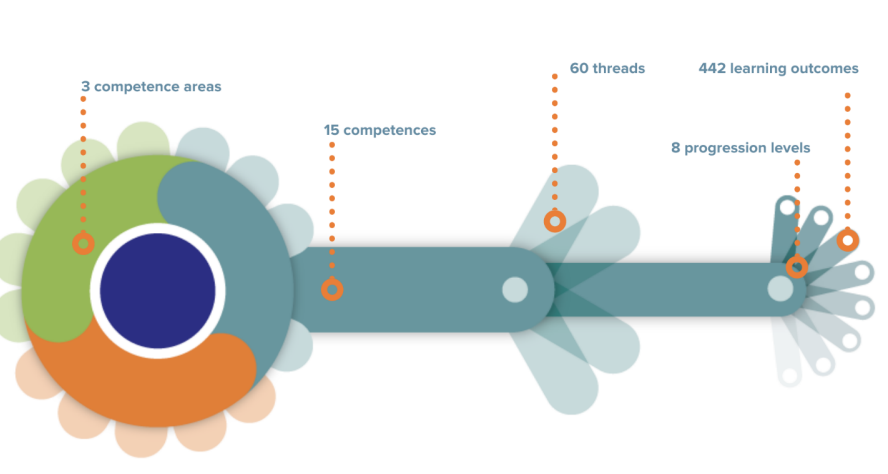 3 competence areas
15 competences
60 threads
442 learning outcomes
8 progression levels